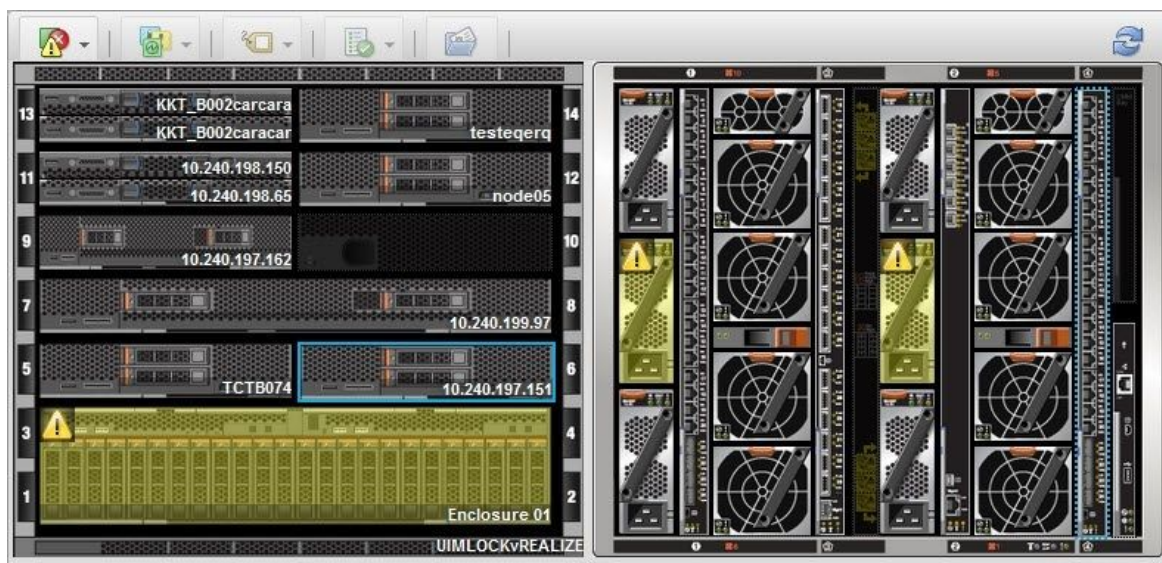 13
KKT_B002carcara
KKT_B002caracar
testeqerq
14
11
10.240.198.150
10.240.198.65
node05
12
9
10.240.197.162
10
7
10.240.199.97
8
5
TCTB074
10.240.197.151
6
3
4
1
Enclosure 01
2
UIMLOCKvREALIZE